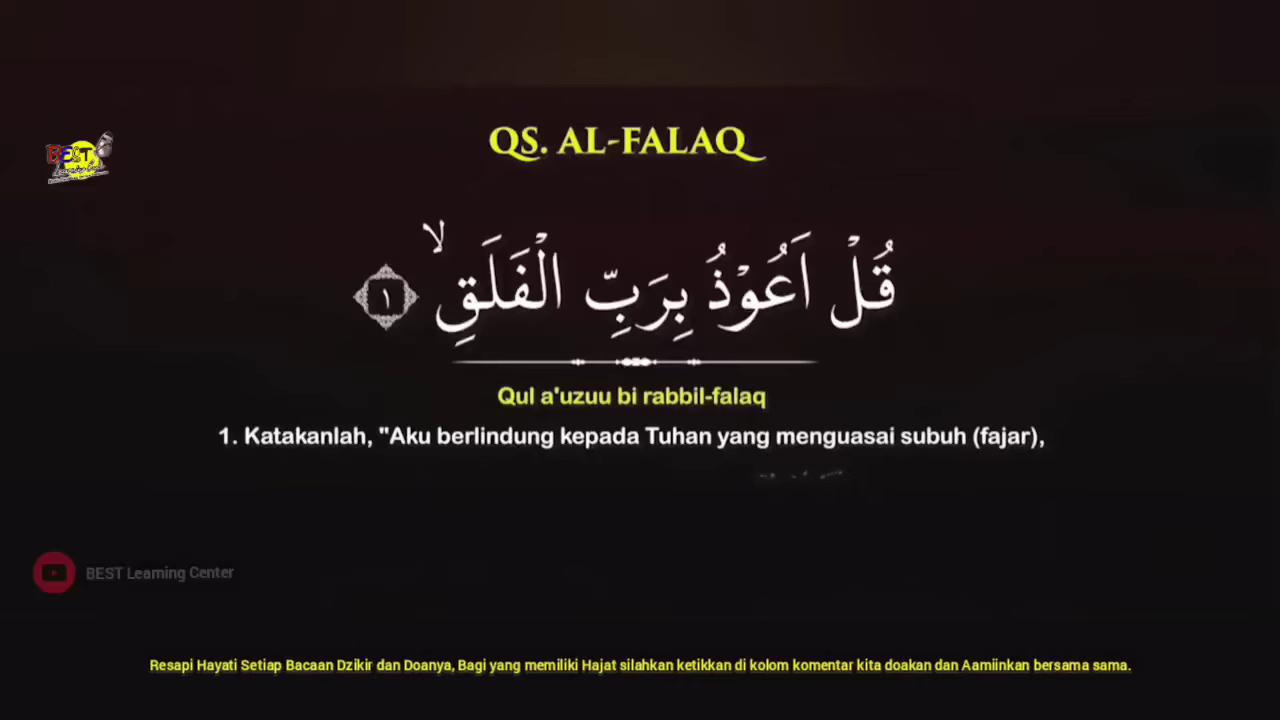 BEST
QS. AL-FALAQ
قُلْ اَعُوْذُ بِرَبِّ الْفَلَقِۙ ١
Qul a'uzuu bi rabbil-falaq
1. Katakanlah, "Aku berlindung kepada Tuhan yang menguasai subuh (fajar),
BEST Learning Center
Resapi Hayati Setiap Bacaan Dzikir dan Doanya, Bagi yang memiliki Hajat silahkan ketikkan di kolom komentar kita doakan dan Aamiinkan bersama sama.